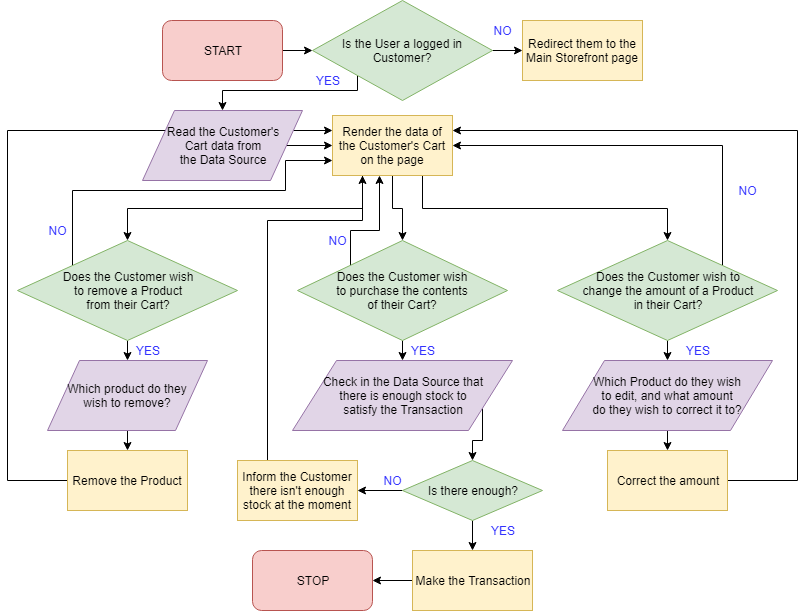 START
Is the User a logged in
Customer?
NO
Redirect them to the
Main Storefront page
YES
Read the Customer's
Cart data from
the Data Source
Render the data of
the Customer's Cart
on the page
NO
NO
NO
Does the Customer wish
to remove a Product
from their Cart?
Does the Customer wish
to purchase the contents
of their Cart?
Does the Customer wish to
change the amount of a Product
in their Cart?
YES
YES
YES
Which product do they
wish to remove?
Check in the Data Source that
there is enough stock to
satisfy the Transaction
Which Product do they wish
to edit, and what amount
do they wish to correct it to?
Remove the Product
Inform the Customer
there isn't enough
stock at the moment
NO
Is there enough?
Correct the amount
YES
STOP
Make the Transaction